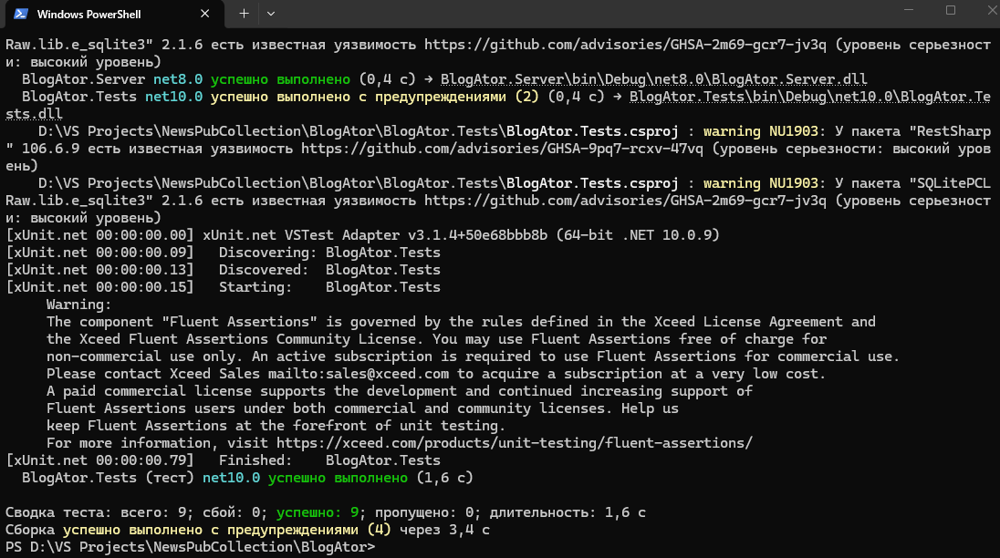 Windows PowerShell
Raw.lib.e_sqlite3" 2.1.6 есть известная уязвимость https://github.com/advisories/GHSA-2m69-gcr7-jv3q (уровень серьезност
и: высокий уровень)
BlogAtor.Server net8.0 успешно выполнено (0,4 с) → BlogAtor.Server\bin\Debug\net8.0\BlogAtor.Server.dll
BlogAtor.Tests net10.0 успешно выполнено с предупреждениями (2) (0,4 с) → BlogAtor.Tests\bin\Debug\net10.0\BlogAtor.Te
sts.dll
D:\VS Projects\NewsPubCollection\BlogAtor\BlogAtor.Tests\BlogAtor.Tests.csproj : warning NU1903: У пакета "RestSharp
" 106.6.9 есть известная уязвимость https://github.com/advisories/GHSA-9pq7-rcxv-47vq (уровень серьезности: высокий уров
ень)
D:\VS Projects\NewsPubCollection\BlogAtor\BlogAtor.Tests\BlogAtor.Tests.csproj : warning NU1903: У пакета "SQLitePCL
Raw.lib.e_sqlite3" 2.1.6 есть известная уязвимость https://github.com/advisories/GHSA-2m69-gcr7-jv3q (уровень серьезност
и: высокий уровень)
[xUnit.net 00:00:00.00] xUnit.net VSTest Adapter v3.1.4+50e68bbb8b (64-bit .NET 10.0.9)
[xUnit.net 00:00:00.09]   Discovering: BlogAtor.Tests
[xUnit.net 00:00:00.13]   Discovered:  BlogAtor.Tests
[xUnit.net 00:00:00.15]   Starting:    BlogAtor.Tests
Warning:
The component "Fluent Assertions" is governed by the rules defined in the Xceed License Agreement and
the Xceed Fluent Assertions Community License. You may use Fluent Assertions free of charge for
non-commercial use only. An active subscription is required to use Fluent Assertions for commercial use.
Please contact Xceed Sales mailto:sales@xceed.com to acquire a subscription at a very low cost.
A paid commercial license supports the development and continued increasing support of
Fluent Assertions users under both commercial and community licenses. Help us
keep Fluent Assertions at the forefront of unit testing.
For more information, visit https://xceed.com/products/unit-testing/fluent-assertions/
[xUnit.net 00:00:00.79]   Finished:    BlogAtor.Tests
BlogAtor.Tests (тест) net10.0 успешно выполнено (1,6 с)
Сводка теста: всего: 9; сбой: 0; успешно: 9; пропущено: 0; длительность: 1,6 с
Сборка успешно выполнено с предупреждениями (4) через 3,4 с
PS D:\VS Projects\NewsPubCollection\BlogAtor>